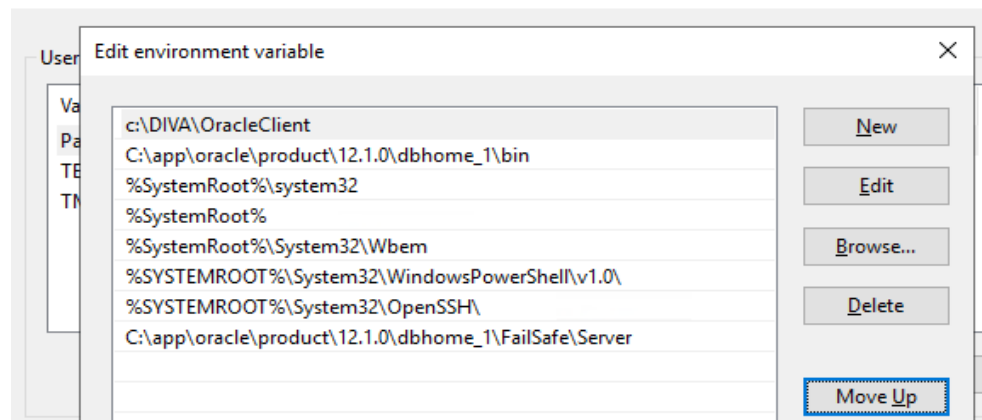 Edit environment variable
User
Va
Pa
TE
c:\DIVA\OracleClient
C:\app\oracle\product\12.1.0\dbhome_1\bin
%SystemRoot%\system32
%SystemRoot%
%SystemRoot%\System32\Wbem
%SYSTEMROOT%\System32\WindowsPowerShell\v1.0\
%SYSTEMROOT%\System32\OpenSSH\
C:\app\oracle\product\12.1.0\dbhome_1\FailSafe\Server
New
Edit
Browse...
Delete
Move Up